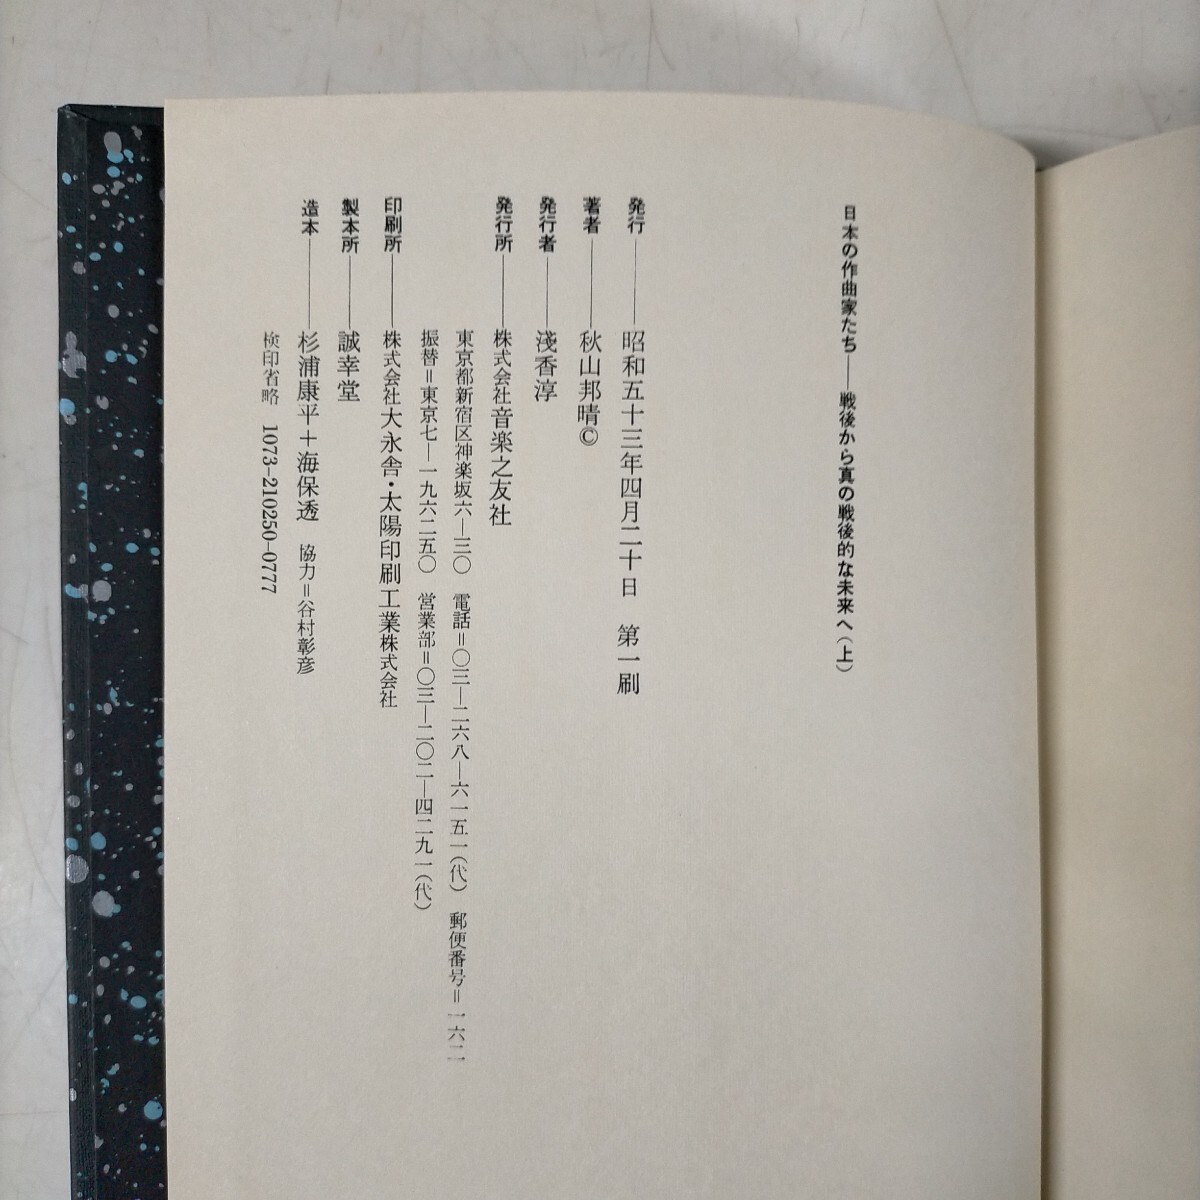 日本の作曲家たち――戦後から真の戦後的な未来へ(上)
発行――昭和五十三年四月二十日 第一刷
著者――秋山邦晴©
発行者――淺香淳
発行所――株式会社音楽之友社
東京都新宿区神楽坂六―三〇 電話=〇三―二六八―六一五一(代) 郵便番号=一六二
振替=東京七―一九六二五〇 営業部=〇三―二〇二―四二九一(代)
印刷所――株式会社大永舎・太陽印刷工業株式会社
製本所――誠幸堂
造本――杉浦康平+海保透 協力=谷村彰彦
検印省略 1073-210250-0777